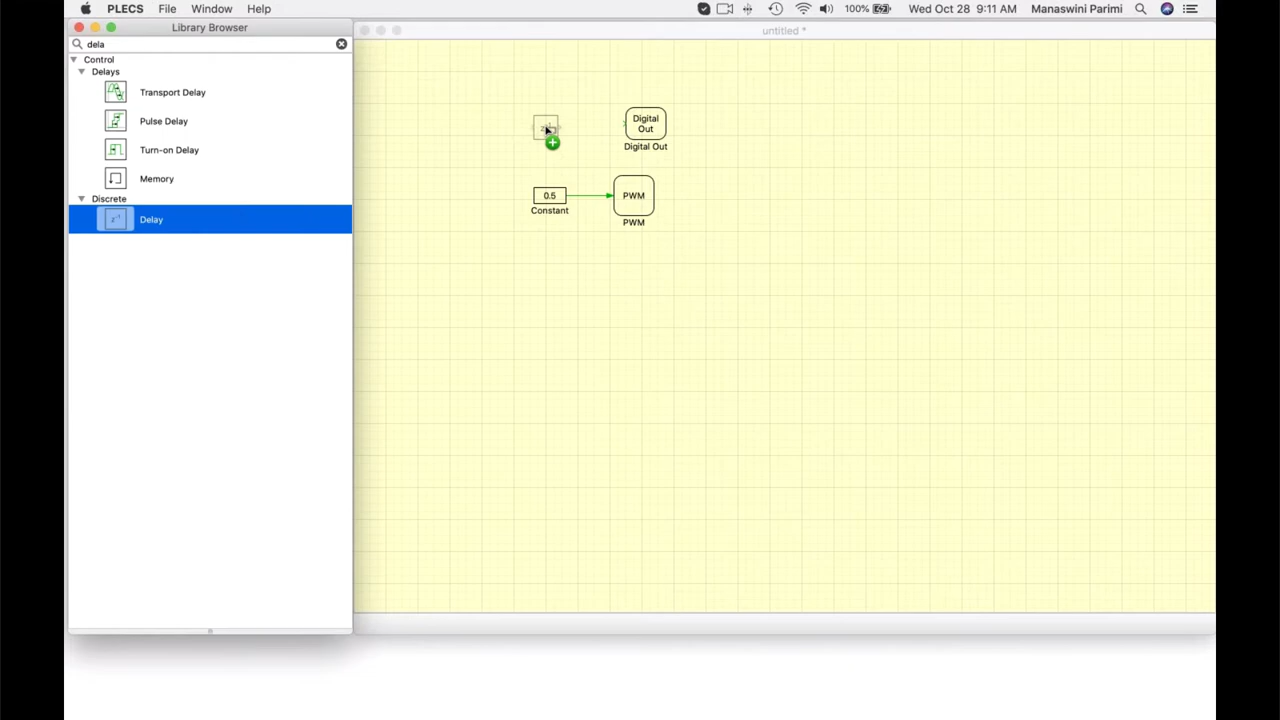 PLECS File Window Help 100% Wed Oct 28 9:11 AM Manaswini Parimi
Library Browser
untitled *
dela
Control
Delays
Transport Delay
Pulse Delay
Turn-on Delay
Memory
Discrete
z-1 Delay
Digital
Out
Digital Out
0.5
Constant
PWM
PWM